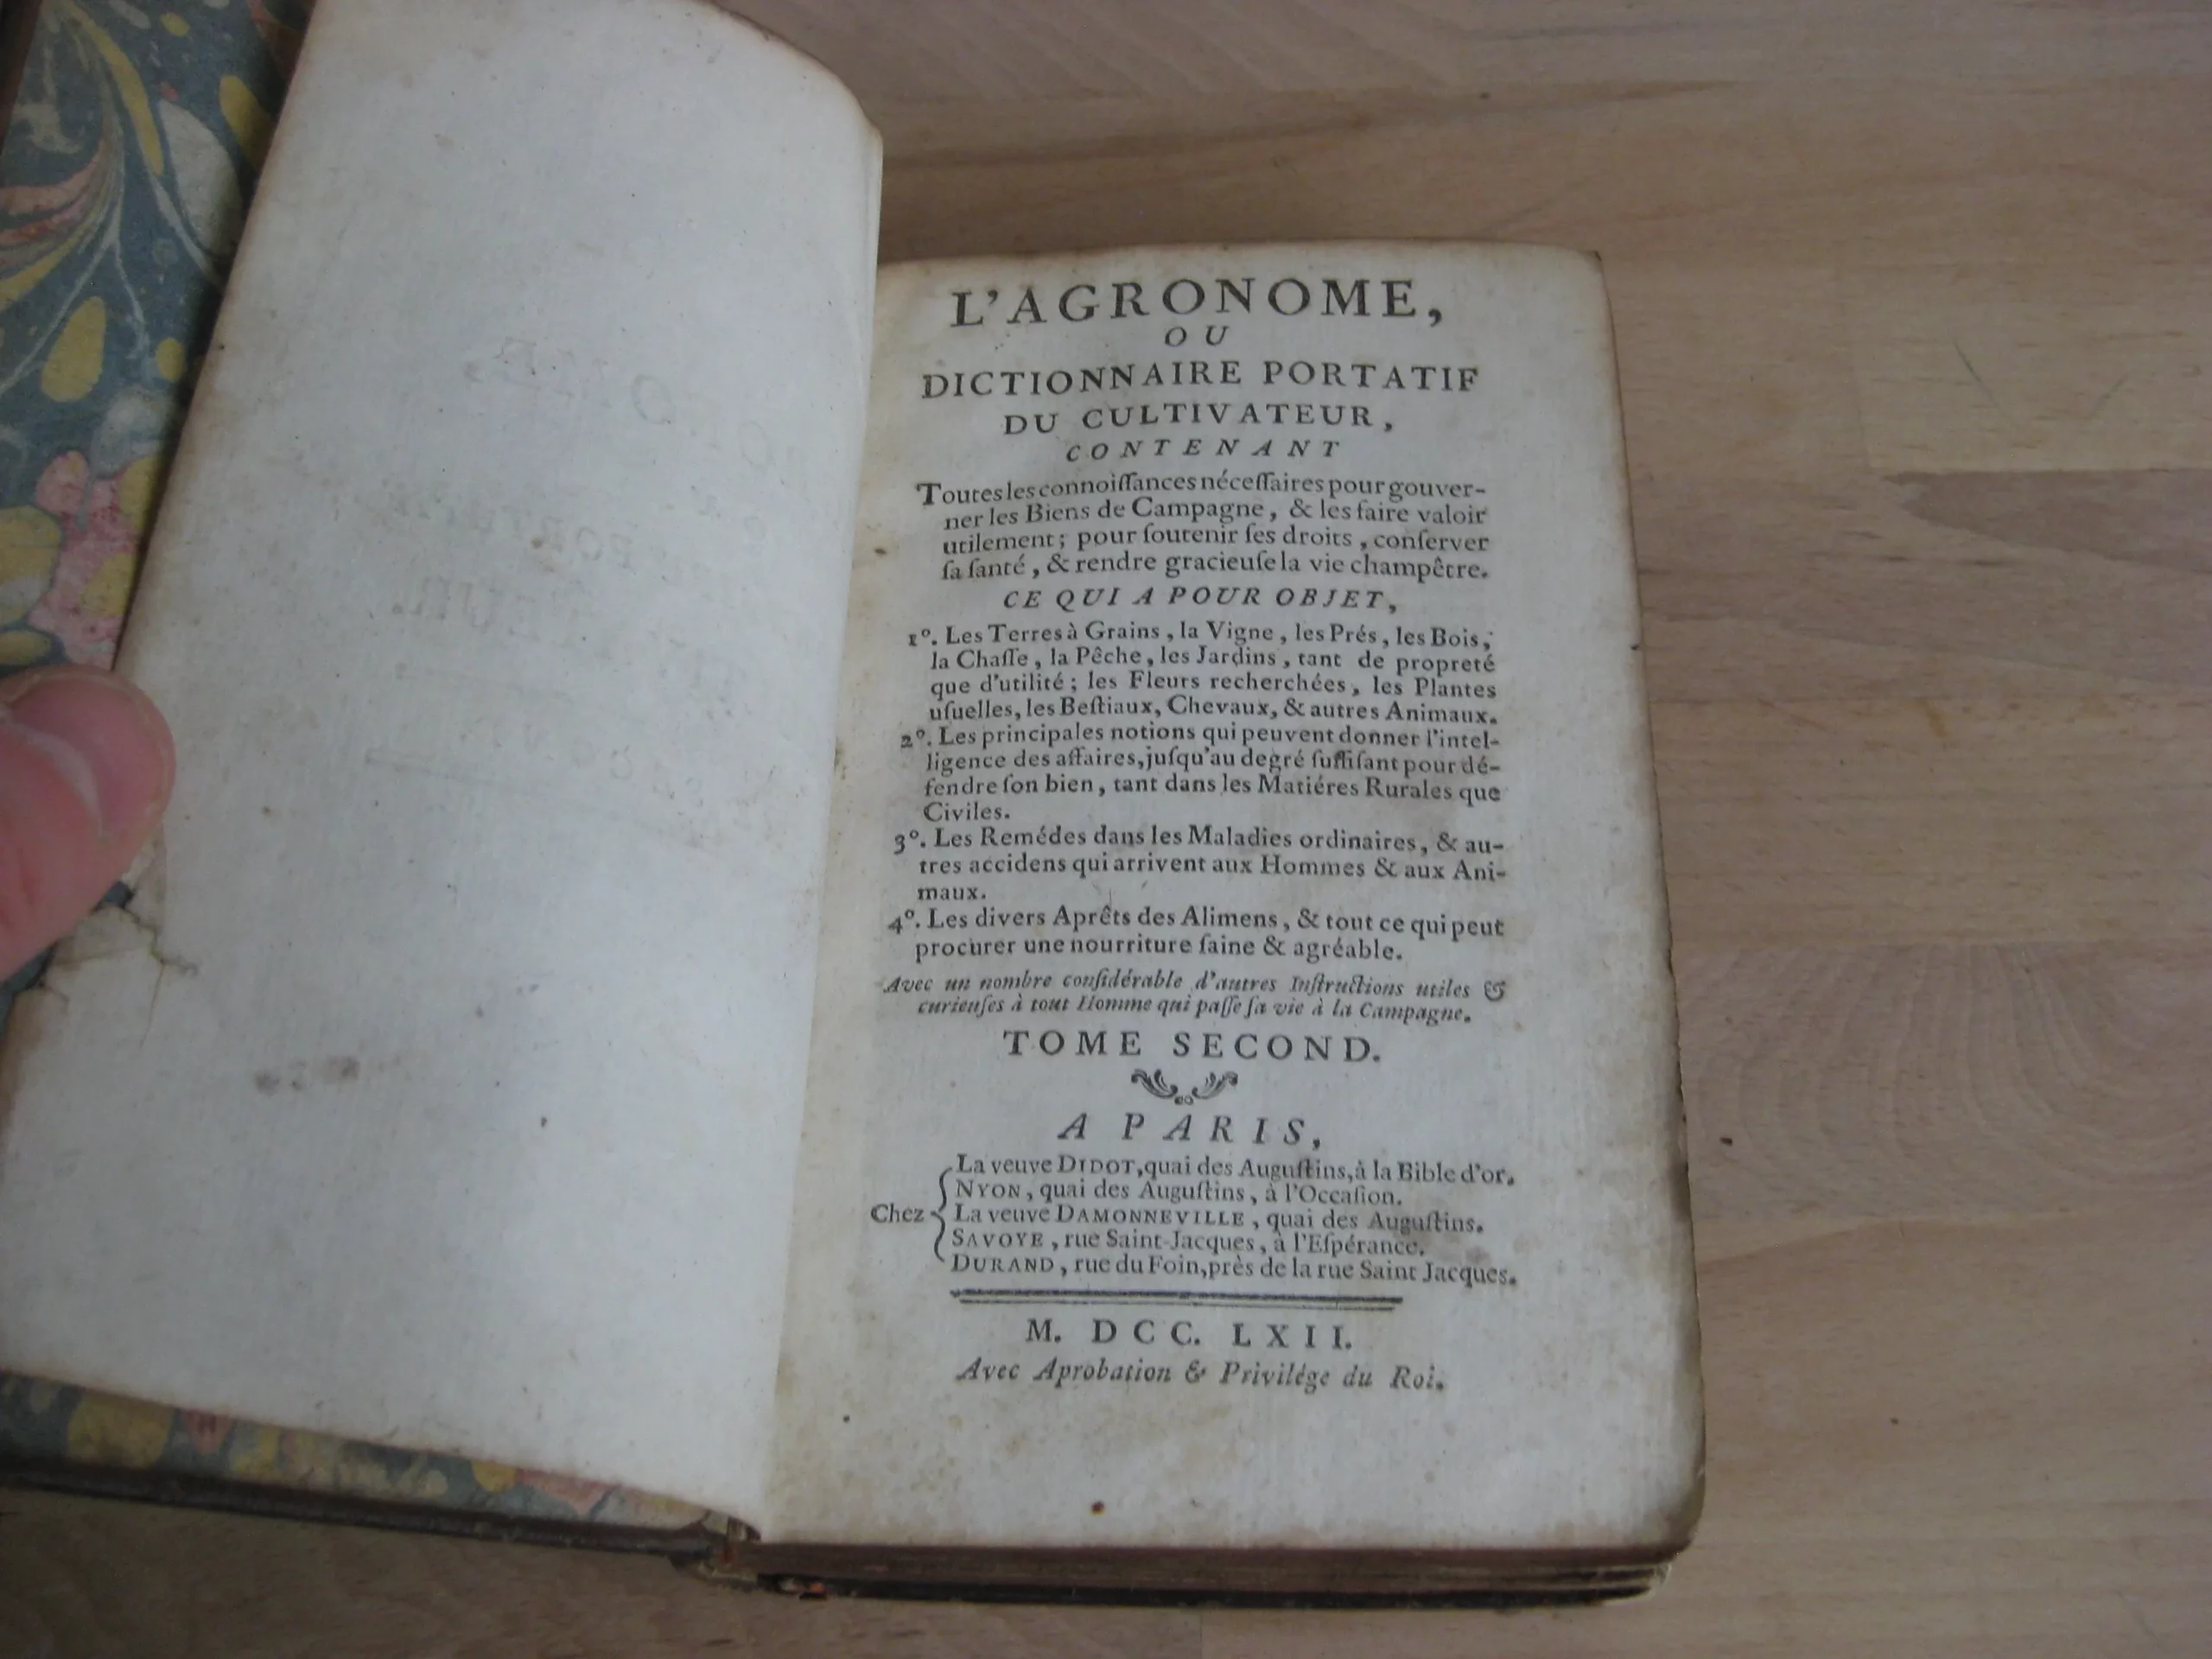 L'AGRONOME,
OU
DICTIONNAIRE PORTATIF
DU CULTIVATEUR,
CONTENANT
Toutes les connoiſſances néceſſaires pour gouver-
ner les Biens de Campagne, & les faire valoir
utilement; pour ſoutenir ſes droits, conſerver
ſa ſanté, & rendre gracieuſe la vie champêtre.
CE QUI A POUR OBJET,
1°. Les Terres à Grains, la Vigne, les Prés, les Bois,
la Chaſſe, la Pêche, les Jardins, tant de propreté
que d'utilité; les Fleurs recherchées, les Plantes
uſuelles, les Beſtiaux, Chevaux, & autres Animaux.
2°. Les principales notions qui peuvent donner l'intel-
ligence des affaires, juſqu'au degré ſuffiſant pour dé-
fendre ſon bien, tant dans les Matiéres Rurales que
Civiles.
3°. Les Remédes dans les Maladies ordinaires, & au-
tres accidens qui arrivent aux Hommes & aux Ani-
maux.
4°. Les divers Aprêts des Alimens, & tout ce qui peut
procurer une nourriture ſaine & agréable.
Avec un nombre conſidérable d'autres Inſtructions utiles &
curieuſes à tout Homme qui paſſe ſa vie à la Campagne.
TOME SECOND.
A PARIS,
La veuve DIDOT, quai des Auguſtins, à la Bible d'or.
NYON, quai des Auguſtins, à l'Occaſion.
Chez La veuve DAMONNEVILLE, quai des Auguſtins.
SAVOYE, rue Saint-Jacques, à l'Eſpérance.
DURAND, rue du Foin, près de la rue Saint Jacques.
M. DCC. LXII.
Avec Aprobation & Privilége du Roi.